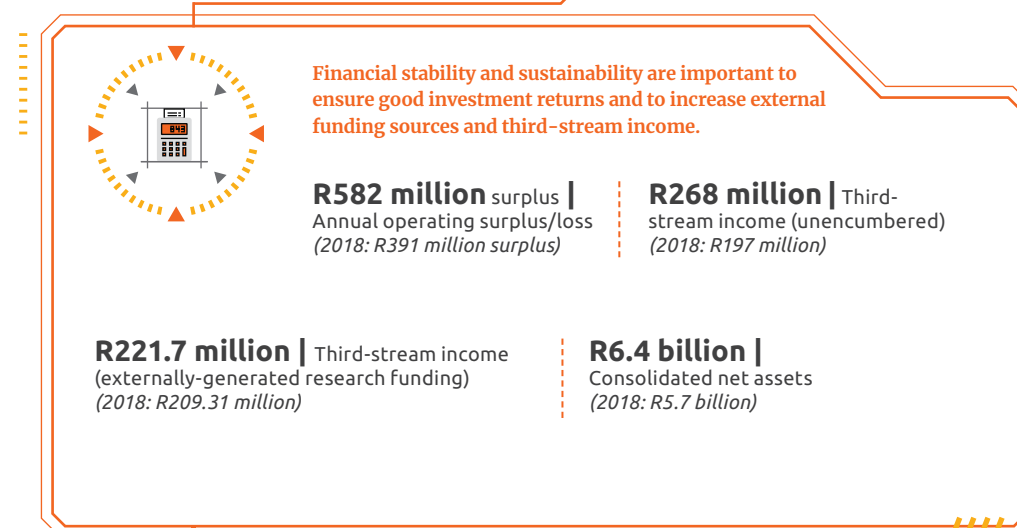 Financial stability and sustainability are important to
ensure good investment returns and to increase external
funding sources and third-stream income.
843
R582 million surplus |
Annual operating surplus/loss
(2018: R391 million surplus)
R268 million | Third-
stream income (unencumbered)
(2018: R197 million)
R221.7 million | Third-stream income
(externally-generated research funding)
(2018: R209.31 million)
R6.4 billion |
Consolidated net assets
(2018: R5.7 billion)